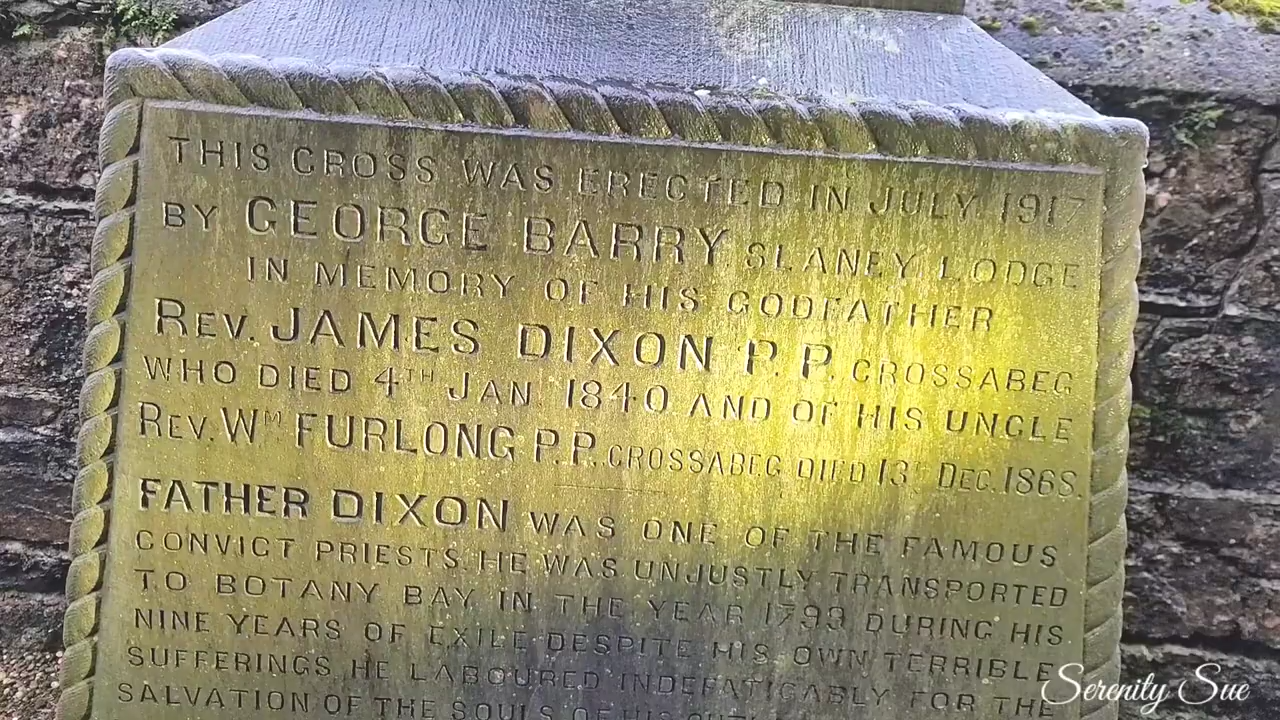 THIS CROSS WAS ERECTED IN JULY 1917
BY GEORGE BARRY SLANEY LODGE
IN MEMORY OF HIS GODFATHER
REV. JAMES DIXON P.P. CROSSABEG
WHO DIED 4TH JAN. 1840 AND OF HIS UNCLE
REV. WM FURLONG P.P. CROSSABEG DIED 13TH DEC. 1868.
FATHER DIXON WAS ONE OF THE FAMOUS
CONVICT PRIESTS. HE WAS UNJUSTLY TRANSPORTED
TO BOTANY BAY IN THE YEAR 1799 DURING HIS
NINE YEARS OF EXILE DESPITE HIS OWN TERRIBLE
SUFFERINGS HE LABOURED INDEFATIGABLY FOR THE
SALVATION OF THE SOULS OF HIS
Serenity Sue